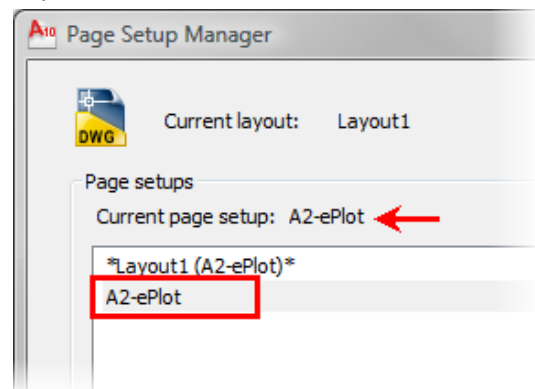 A10 Page Setup Manager
DWG
Current layout: Layout1
Page setups
Current page setup: A2-ePlot
*Layout1 (A2-ePlot)*
A2-ePlot